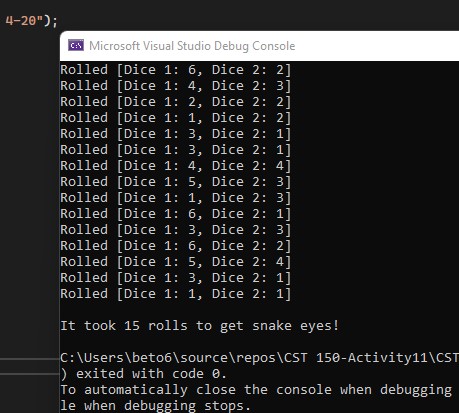 4-20");
Microsoft Visual Studio Debug Console
Rolled [Dice 1: 6, Dice 2: 2]
Rolled [Dice 1: 4, Dice 2: 3]
Rolled [Dice 1: 2, Dice 2: 2]
Rolled [Dice 1: 1, Dice 2: 2]
Rolled [Dice 1: 3, Dice 2: 1]
Rolled [Dice 1: 3, Dice 2: 1]
Rolled [Dice 1: 4, Dice 2: 4]
Rolled [Dice 1: 5, Dice 2: 3]
Rolled [Dice 1: 1, Dice 2: 3]
Rolled [Dice 1: 6, Dice 2: 1]
Rolled [Dice 1: 3, Dice 2: 3]
Rolled [Dice 1: 6, Dice 2: 2]
Rolled [Dice 1: 5, Dice 2: 4]
Rolled [Dice 1: 3, Dice 2: 1]
Rolled [Dice 1: 1, Dice 2: 1]
It took 15 rolls to get snake eyes!
C:\Users\beto6\source\repos\CST 150-Activity11\CST
) exited with code 0.
To automatically close the console when debugging
le when debugging stops.